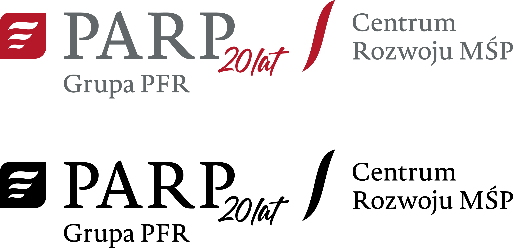 PARP 20 lat
Grupa PFR
Centrum
Rozwoju MŚP
PARP 20 lat
Grupa PFR
Centrum
Rozwoju MŚP